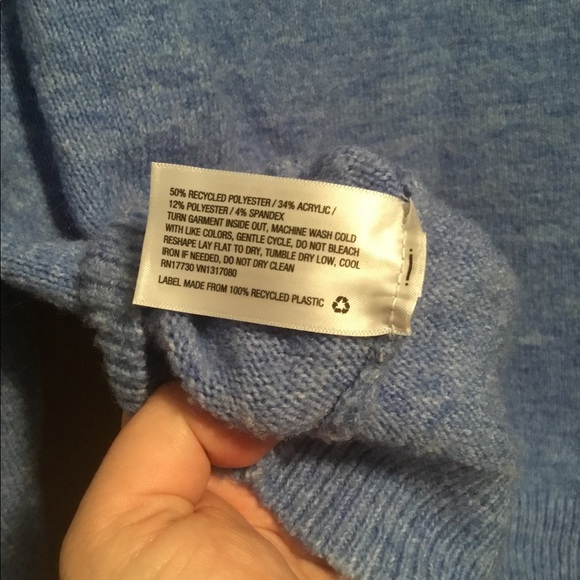 50% RECYCLED POLYESTER / 34% ACRYLIC /
12% POLYESTER / 4% SPANDEX
TURN GARMENT INSIDE OUT, MACHINE WASH COLD
WITH LIKE COLORS, GENTLE CYCLE, DO NOT BLEACH
RESHAPE LAY FLAT TO DRY, TUMBLE DRY LOW, COOL
IRON IF NEEDED, DO NOT DRY CLEAN
RN17730 VN1317080
LABEL MADE FROM 100% RECYCLED PLASTIC